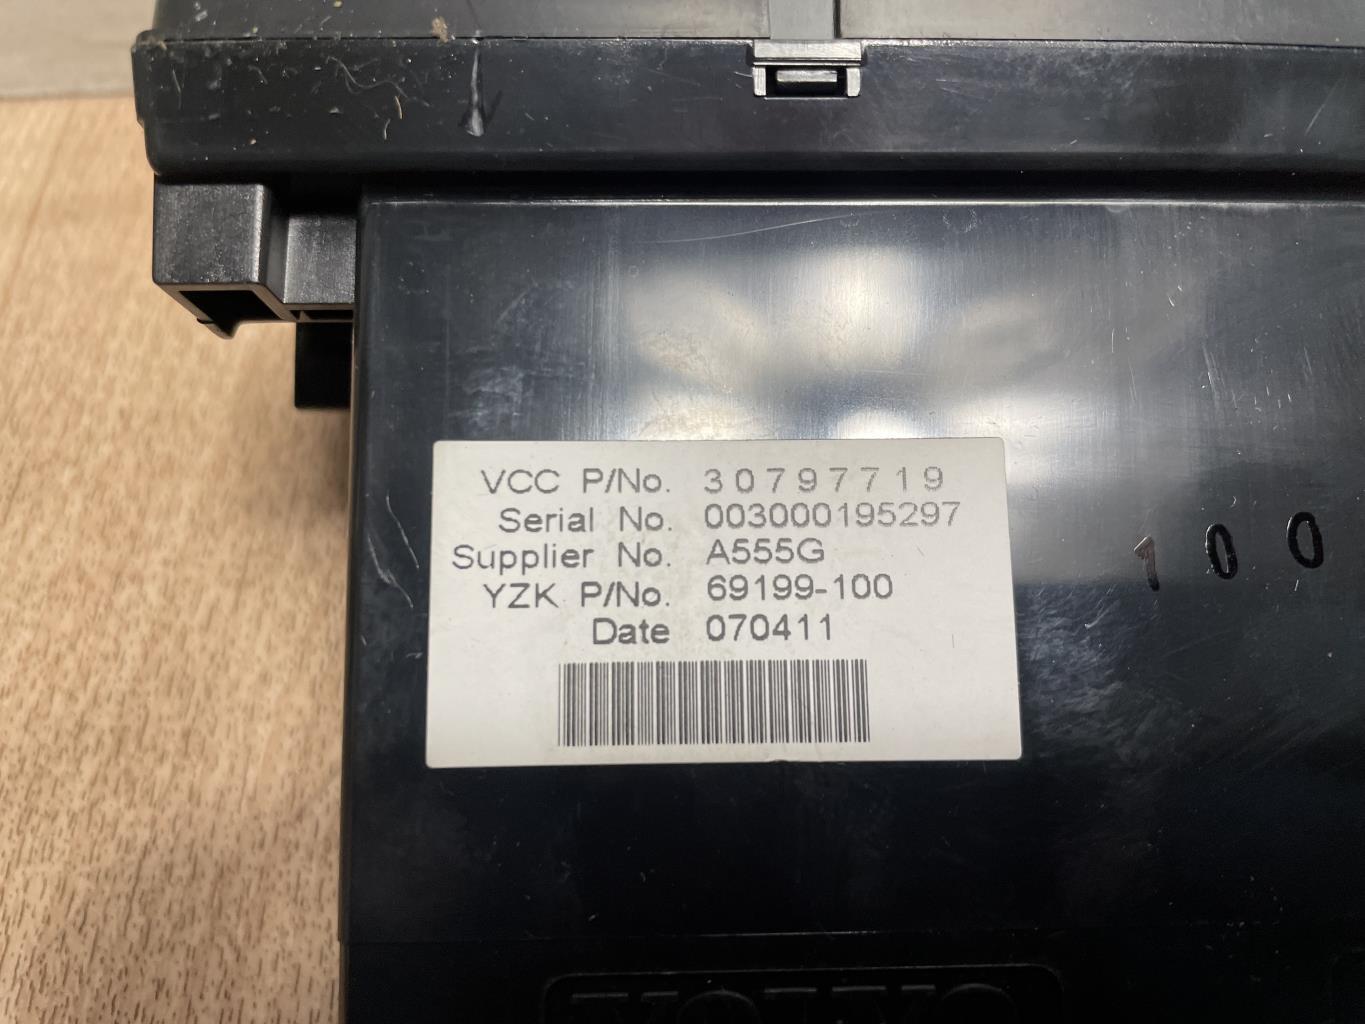 VCC P/No. 30797719
Serial No. 003000195297
Supplier No. A555G
YZK P/No. 69199-100
Date 070411
100